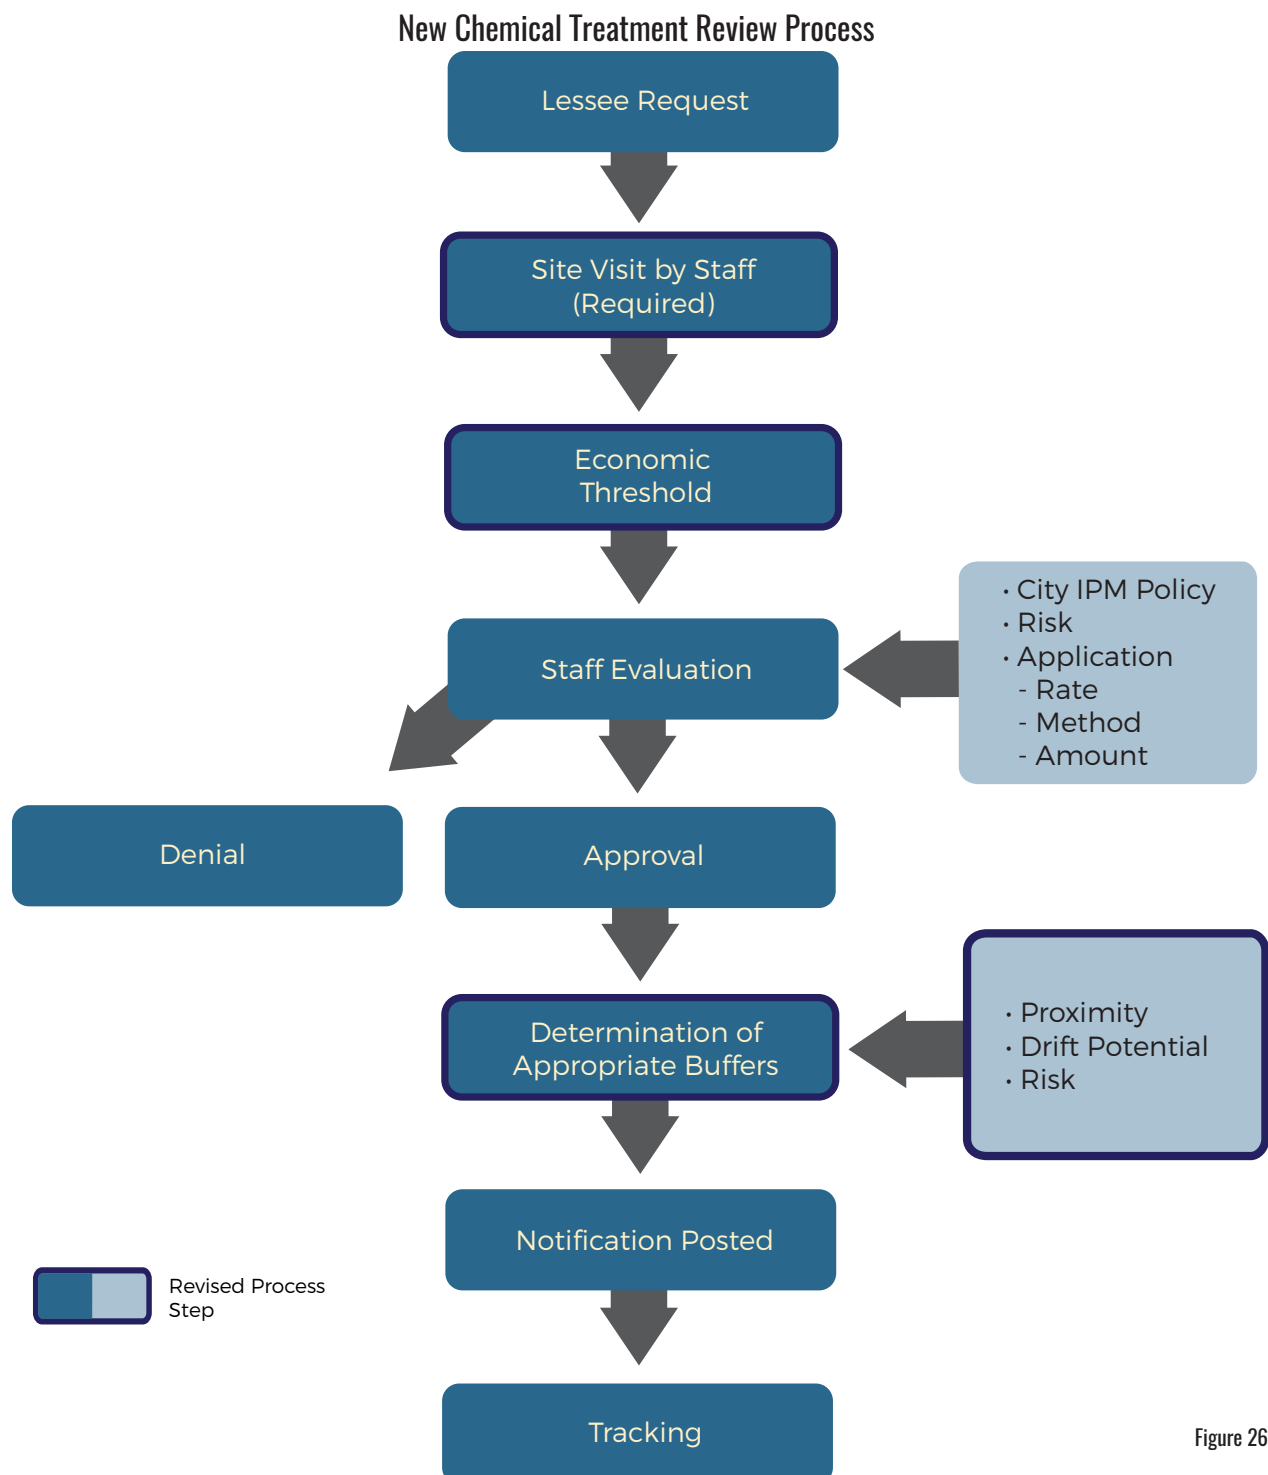 New Chemical Treatment Review Process
Lessee Request
Site Visit by Staff
(Required)
Economic
Threshold
Staff Evaluation
• City IPM Policy
• Risk
• Application
- Rate
- Method
- Amount
Denial
Approval
Determination of
Appropriate Buffers
• Proximity
• Drift Potential
• Risk
Notification Posted
Revised Process
Step
Tracking
Figure 26